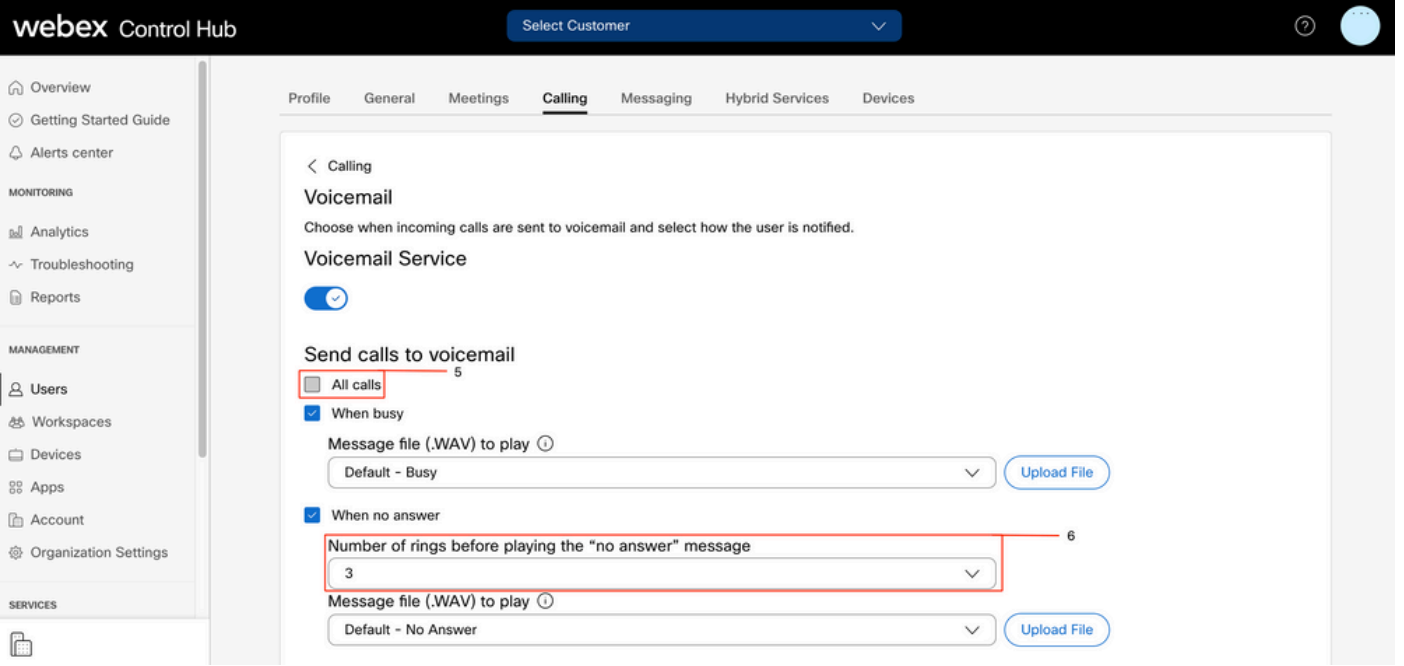 webex Control Hub
Select Customer
Overview
Getting Started Guide
Alerts center
MONITORING
Analytics
Troubleshooting
Reports
MANAGEMENT
Users
Workspaces
Devices
Apps
Account
Organization Settings
SERVICES
Profile General Meetings Calling Messaging Hybrid Services Devices
Calling
Voicemail
Choose when incoming calls are sent to voicemail and select how the user is notified.
Voicemail Service
Send calls to voicemail
All calls 5
When busy
Message file (.WAV) to play
Default - Busy Upload File
When no answer
Number of rings before playing the “no answer” message 6
3
Message file (.WAV) to play
Default - No Answer Upload File